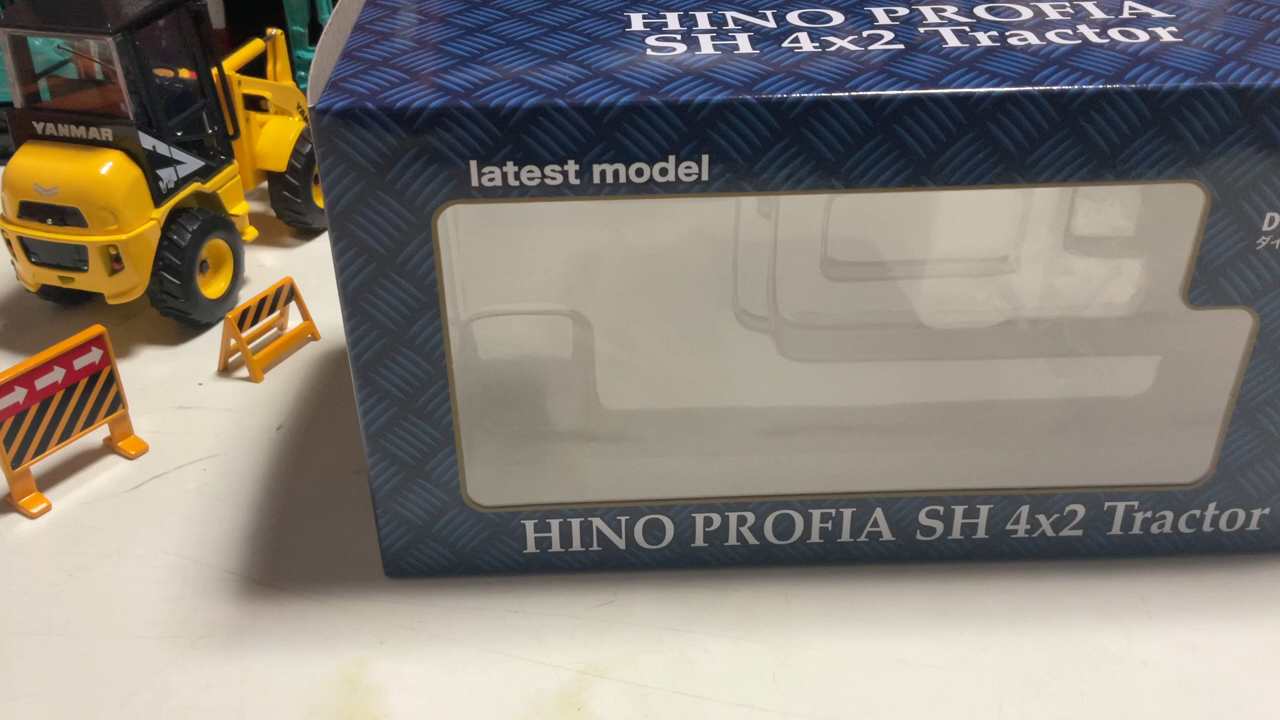 HINO PROFIA
SH 4x2 Tractor
YANMAR
latest model
HINO PROFIA SH 4x2 Tractor